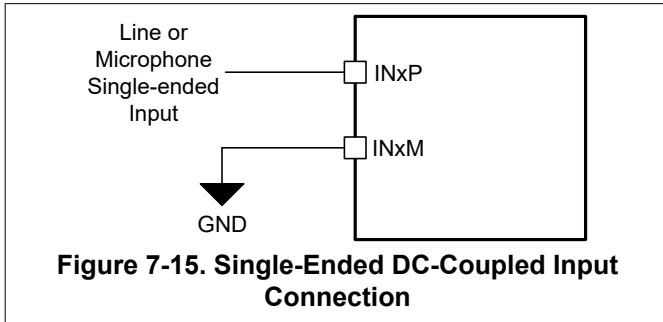 Line or
Microphone
Single-ended
Input
INxP
INxM
GND
Figure 7-15. Single-Ended DC-Coupled Input
Connection